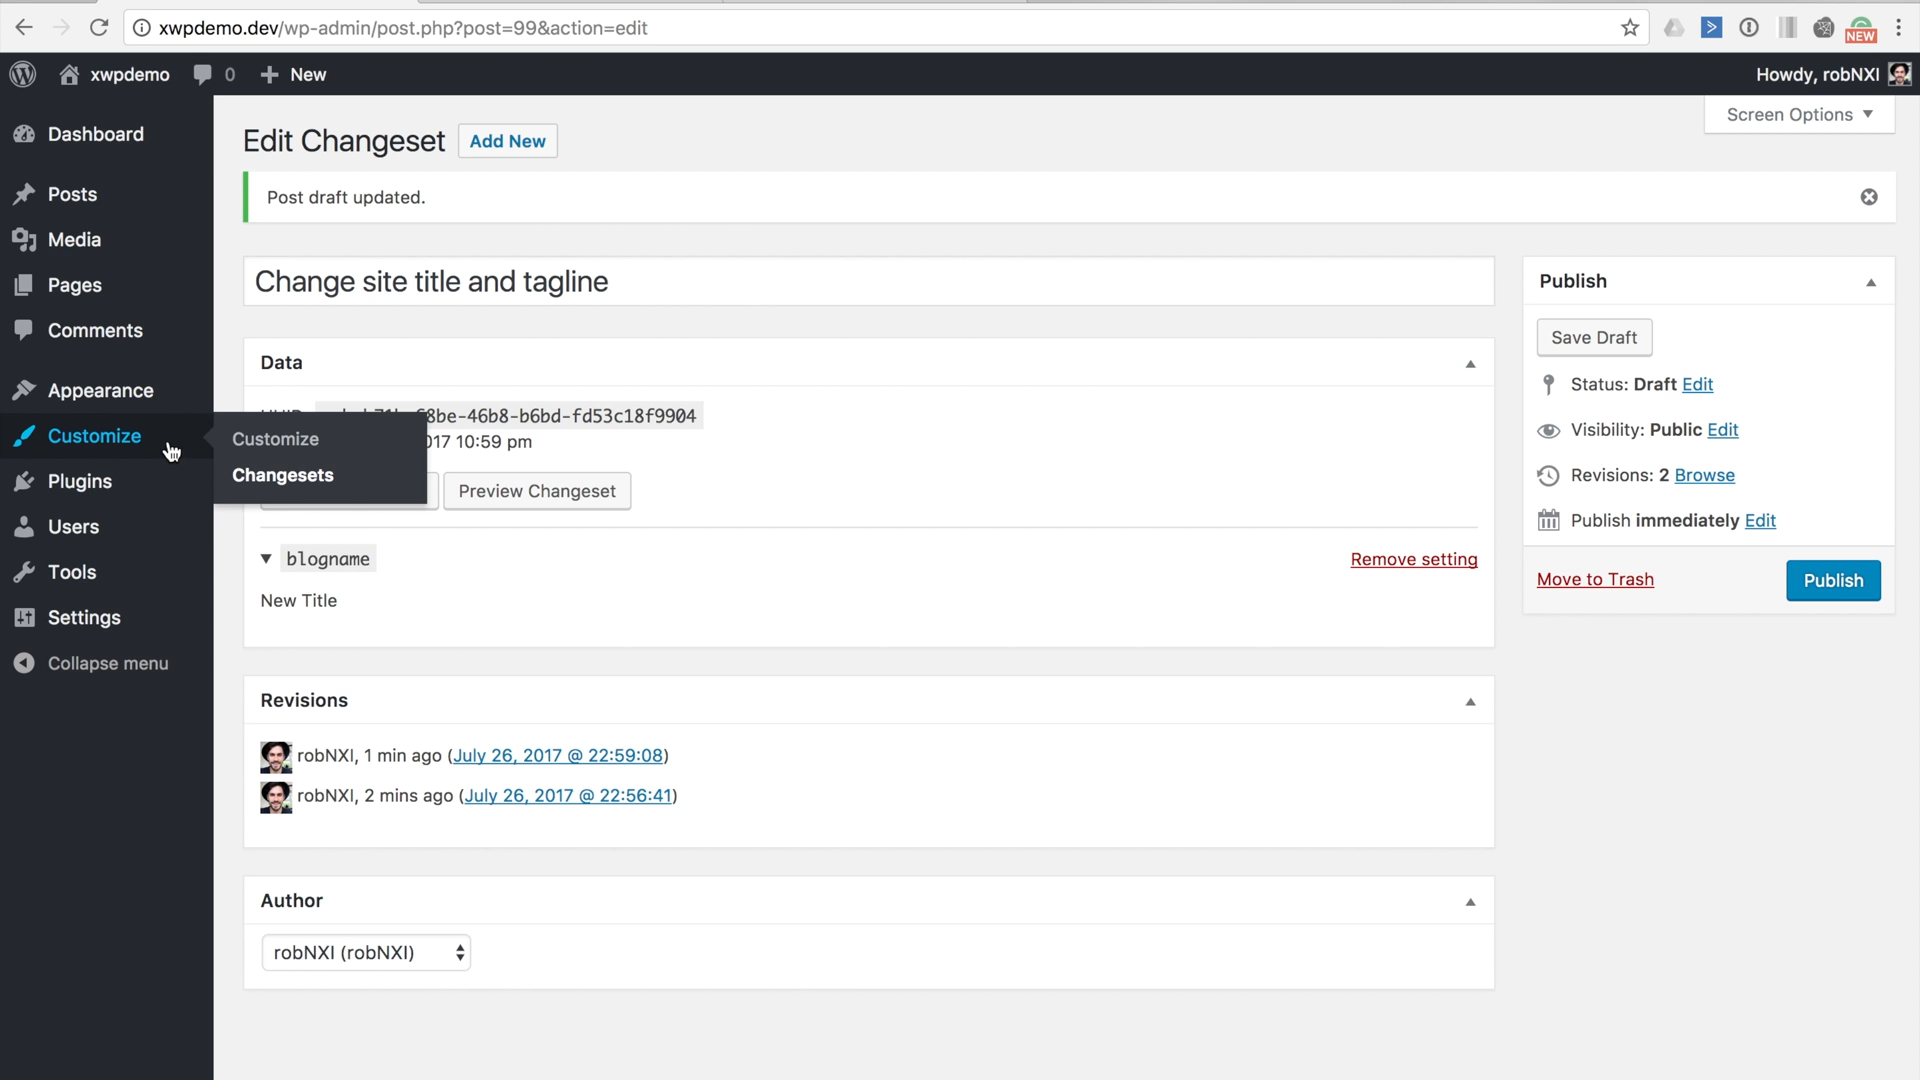 xwpdemo.dev/wp-admin/post.php?post=99&action=edit
NEW
xwpdemo
0
New
Howdy, robNXI
Screen Options
Dashboard
Posts
Media
Pages
Comments
Appearance
Customize
Plugins
Users
Tools
Settings
Collapse menu
Customize
Changesets
Edit Changeset
Add New
Post draft updated.
Change site title and tagline
Data
8be-46b8-b6bd-fd53c18f9904
017 10:59 pm
Preview Changeset
blogname
Remove setting
New Title
Revisions
robNXI, 1 min ago (July 26, 2017 @ 22:59:08)
robNXI, 2 mins ago (July 26, 2017 @ 22:56:41)
Author
robNXI (robNXI)
Publish
Save Draft
Status: Draft Edit
Visibility: Public Edit
Revisions: 2 Browse
Publish immediately Edit
Move to Trash
Publish